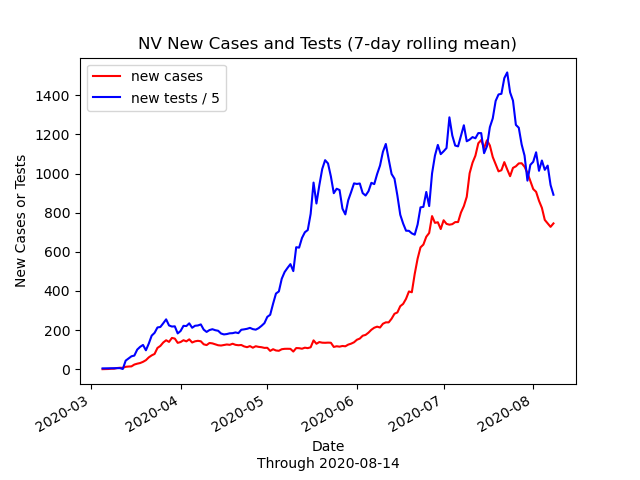 NV New Cases and Tests (7-day rolling mean)
new cases
new tests / 5
1400
1200
1000
800
600
400
200
0
New Cases or Tests
2020-03
2020-04
2020-05
2020-06
2020-07
2020-08
Date
Through 2020-08-14